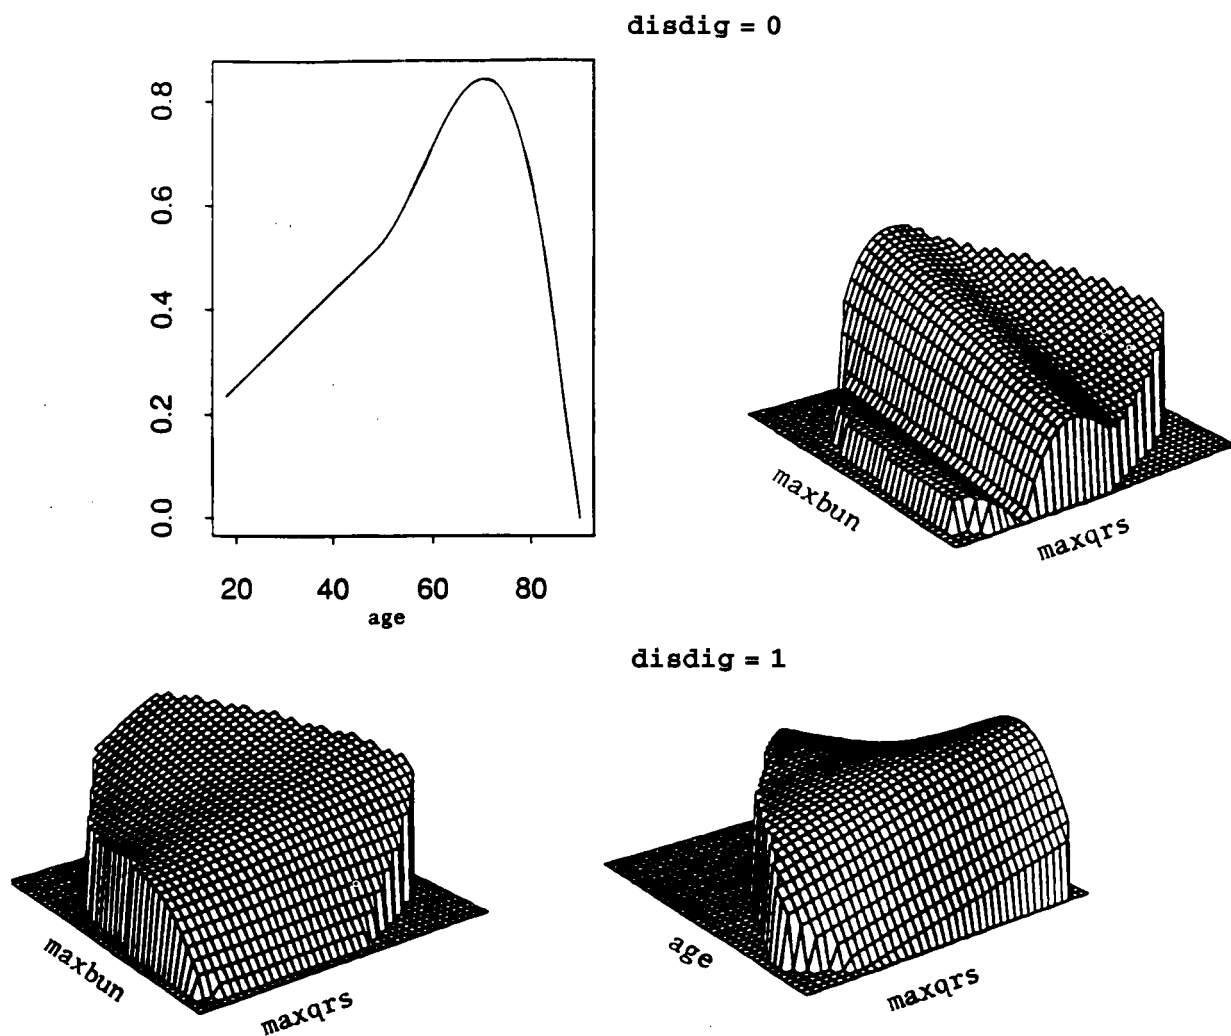 disdig = 0
0.8
0.6
0.4
0.2
0.0
20 40 60 80
age
maxbun
maxqrs
disdig = 1
maxbun
maxqrs
age
maxqrs